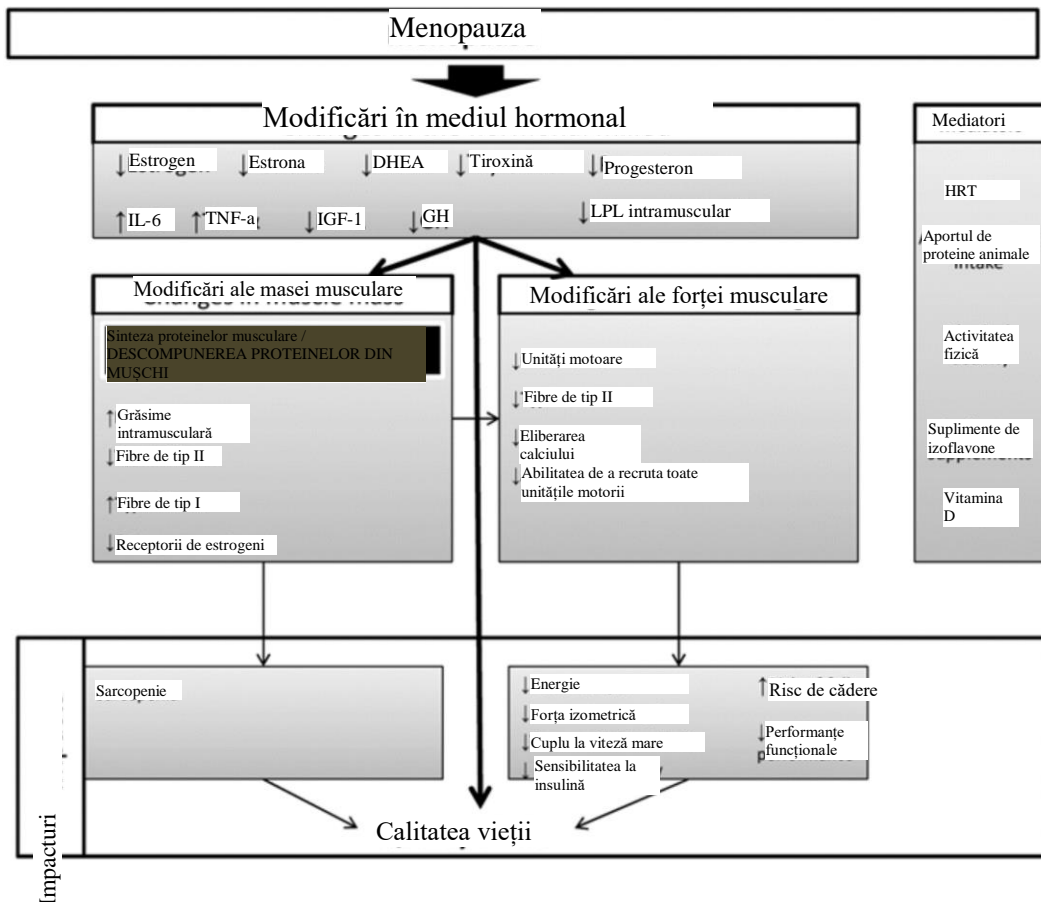 Menopauza
Modificări în mediul hormonal
↓Estrogen ↓Estrona ↓DHEA ↓Tiroxină ↓Progesteron
↑IL-6 ↑TNF-a ↓IGF-1 ↓GH ↓LPL intramuscular
Mediatori
HRT
Aportul de
proteine animale
Activitatea
fizică
Suplimente de
izoflavone
Vitamina
D
Modificări ale masei musculare
Sinteza proteinelor musculare /
DESCOMPUNEREA PROTEINELOR DIN
MUȘCHI
↑Grăsime
intramusculară
↓Fibre de tip II
↑Fibre de tip I
↓Receptorii de estrogeni
Modificări ale forței musculare
↓Unități motoare
↓Fibre de tip II
↓Eliberarea
calciului
↓Abilitatea de a recruta toate
unitățile motorii
Impacturi
Sarcopenie
↓Energie
↓Forța izometrică
↓Cuplu la viteză mare
↓Sensibilitatea la
insulină
↑Risc de cădere
↓Performanțe
funcționale
Calitatea vieții